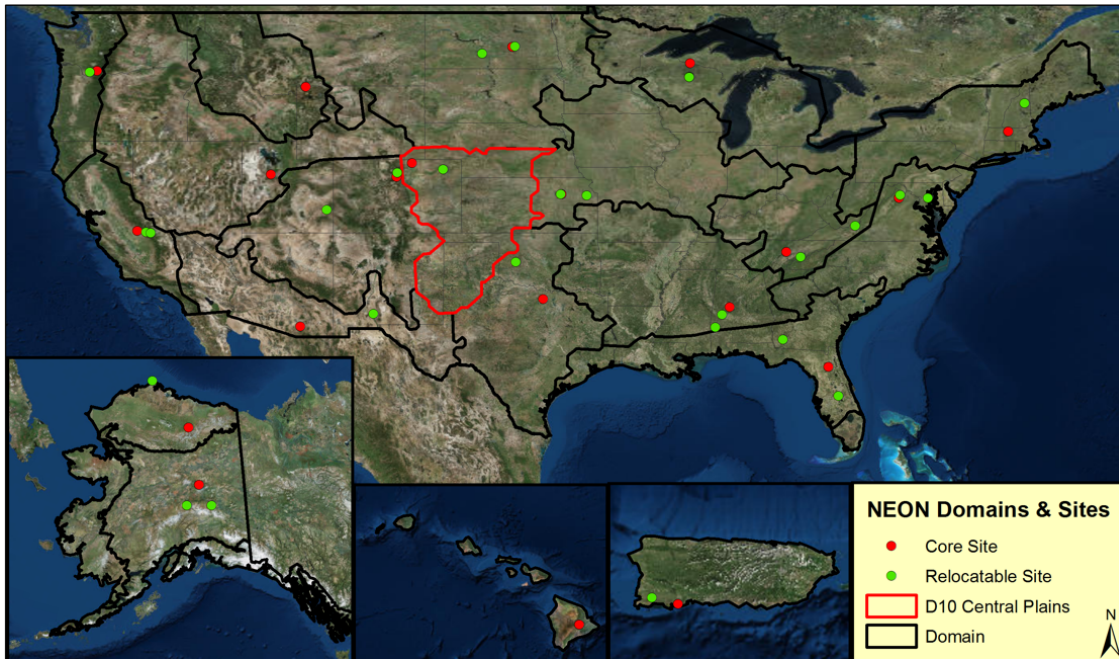 NEON Domains & Sites
Core Site
Relocatable Site
D10 Central Plains
Domain
N